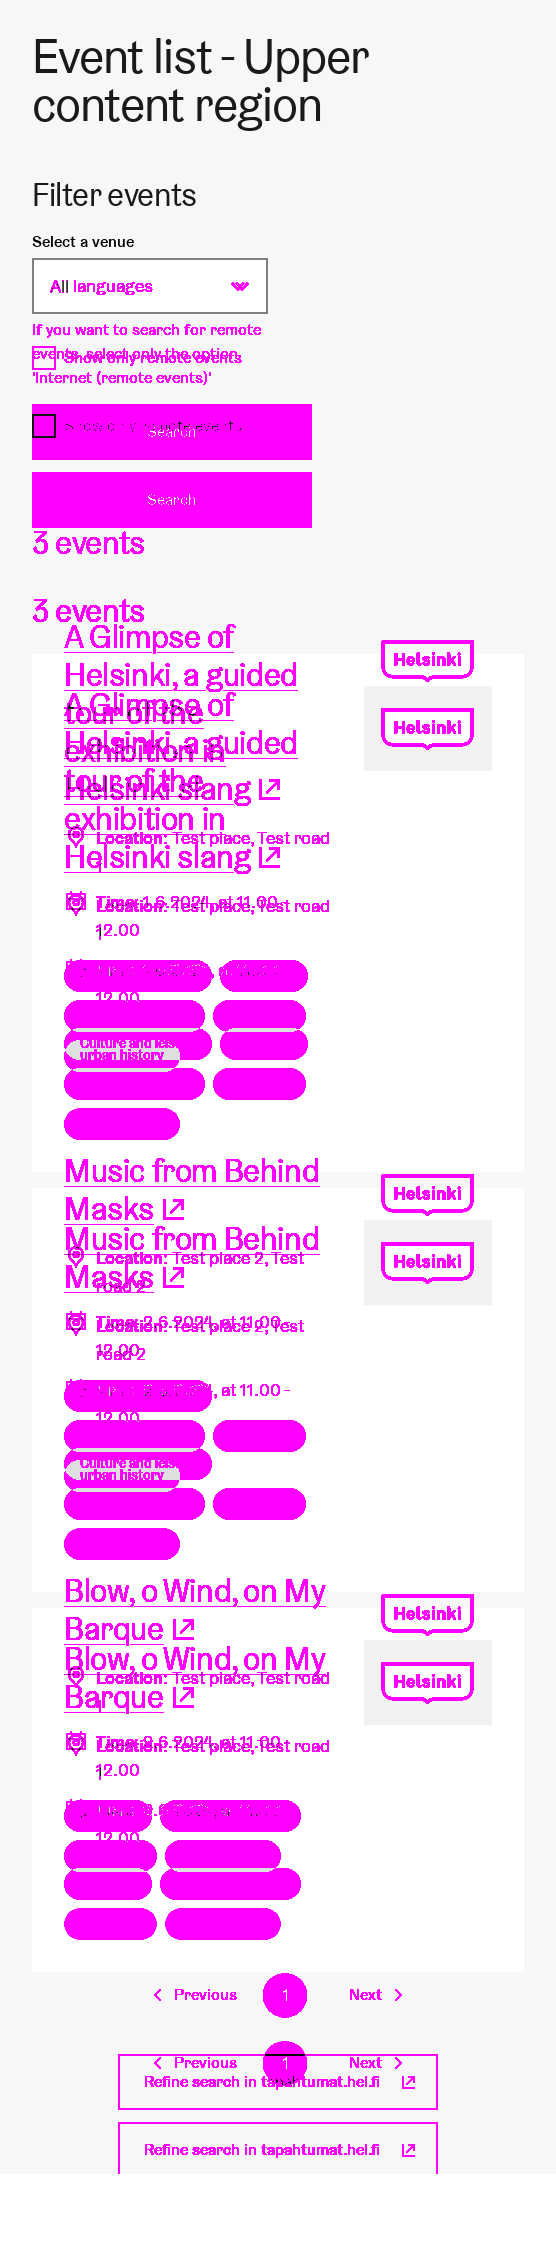 Event list - Upper
content region
Filter events
Select a venue
All languages
If you want to search for remote
events, select only the option
Show only remote events
'Internet (remote events)'
Search
Search
3 events
3 events
A Glimpse of
Helsinki
Helsinki, a guided
A Glimpse of
tour of the
Helsinki
Helsinki, a guided
exhibition in
tour of the
Helsinki slang
exhibition in
Location: Test place, Test road
Helsinki slang
Time: 1.6.2024, at 11.00
Location: Test place, Test road
12.00
12.00
Culture and
urban history
Music from Behind
Helsinki
Masks
Music from Behind
Location: Test place 2, Test
Helsinki
Masks
road 2
Time: 2.6.2024, at 11.00 -
Location: Test place 2, Test
12.00
road 2
at 11.00 -
12.00
Culture and
urban history
Blow, o Wind, on My
Helsinki
Barque
Blow, o Wind, on My
Location: Test place, Test road
Helsinki
Barque
Location: Test place, Test road
12.00
12.00
Previous
1
Next
Previous
1
Next
Refine search in tapahtumat.hel.fi
Refine search in tapahtumat.hel.fi